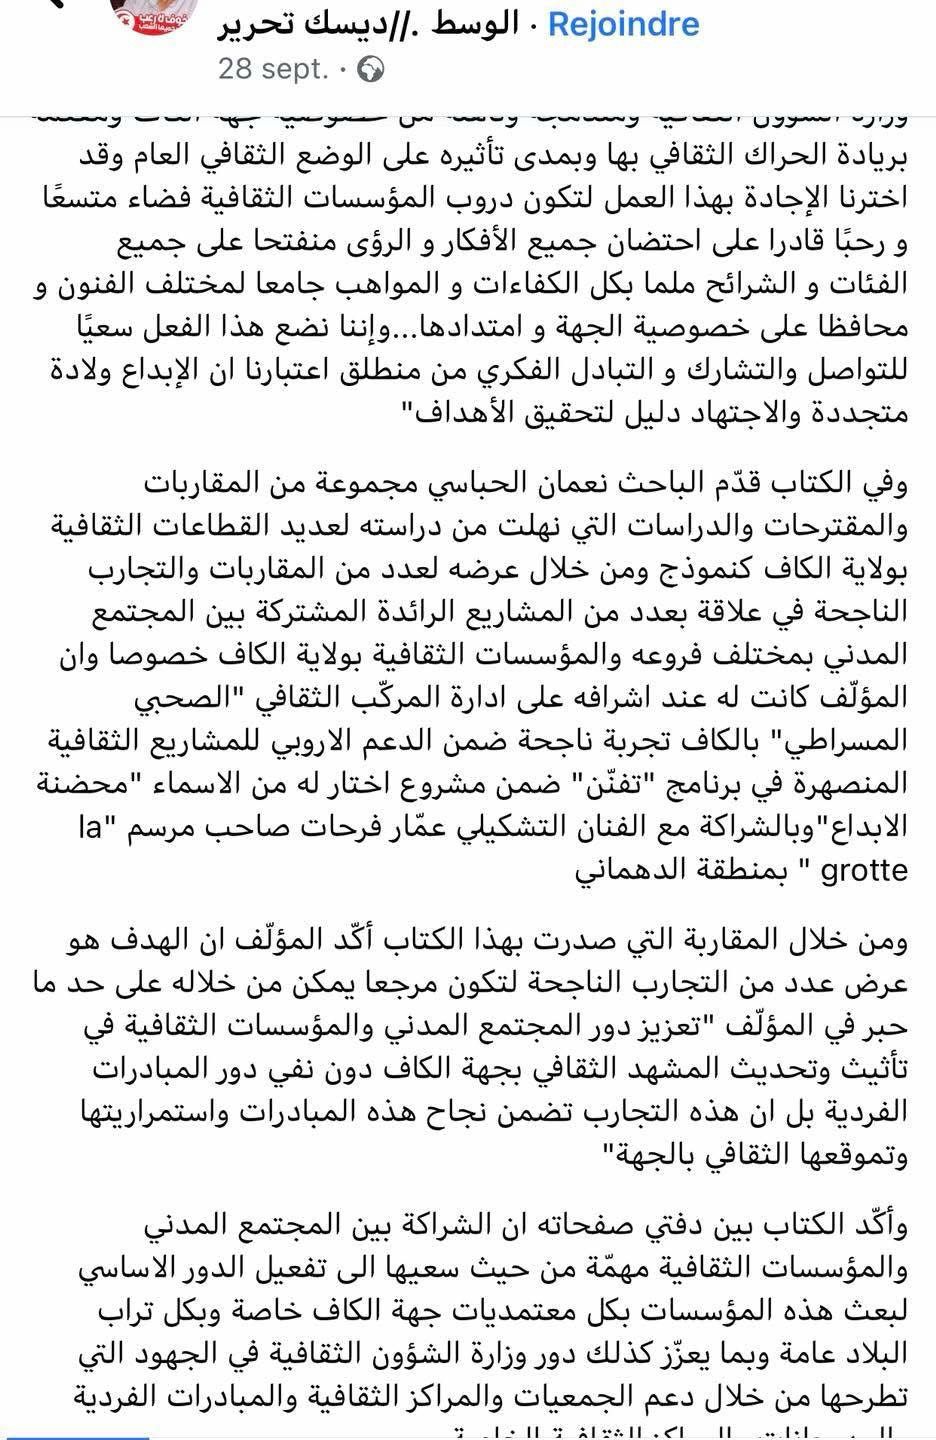 الوسط .//ديسك تحرير · Rejoindre
28 sept. ·
بريادة الحراك الثقافي بها وبمدى تأثيره على الوضع الثقافي العام وقد
اخترنا الإجادة بهذا العمل لتكون دروب المؤسسات الثقافية فضاء متسعًا
و رحبًا قادرا على احتضان جميع الأفكار و الرؤى منفتحا على جميع
الفئات و الشرائح ملما بكل الكفاءات و المواهب جامعا لمختلف الفنون و
محافظا على خصوصية الجهة و امتدادها...وإننا نضع هذا الفعل سعيًا
للتواصل والتشارك و التبادل الفكري من منطلق اعتبارنا ان الإبداع ولادة
متجددة والاجتهاد دليل لتحقيق الأهداف"
وفي الكتاب قدّم الباحث نعمان الحباسي مجموعة من المقاربات
والمقترحات والدراسات التي نهلت من دراسته لعديد القطاعات الثقافية
بولاية الكاف كنموذج ومن خلال عرضه لعدد من المقاربات والتجارب
الناجحة في علاقة بعدد من المشاريع الرائدة المشتركة بين المجتمع
المدني بمختلف فروعه والمؤسسات الثقافية بولاية الكاف خصوصا وان
المؤلّف كانت له عند اشرافه على ادارة المركّب الثقافي "الصحبي
المسراطي" بالكاف تجربة ناجحة ضمن الدعم الاروبي للمشاريع الثقافية
المنصهرة في برنامج "تفنّن" ضمن مشروع اختار له من الاسماء "محضنة
الابداع"وبالشراكة مع الفنان التشكيلي عمّار فرحات صاحب مرسم "la
grotte " بمنطقة الدهماني
ومن خلال المقاربة التي صدرت بهذا الكتاب أكّد المؤلّف ان الهدف هو
عرض عدد من التجارب الناجحة لتكون مرجعا يمكن من خلاله على حد ما
حبر في المؤلّف "تعزيز دور المجتمع المدني والمؤسسات الثقافية في
تأثيث وتحديث المشهد الثقافي بجهة الكاف دون نفي دور المبادرات
الفردية بل ان هذه التجارب تضمن نجاح هذه المبادرات واستمراريتها
وتموقعها الثقافي بالجهة"
وأكّد الكتاب بين دفتي صفحاته ان الشراكة بين المجتمع المدني
والمؤسسات الثقافية مهمّة من حيث سعيها الى تفعيل الدور الاساسي
لبعث هذه المؤسسات بكل معتمديات جهة الكاف خاصة وبكل تراب
البلاد عامة وبما يعزّز كذلك دور وزارة الشؤون الثقافية في الجهود التي
تطرحها من خلال دعم الجمعيات والمراكز الثقافية والمبادرات الفردية